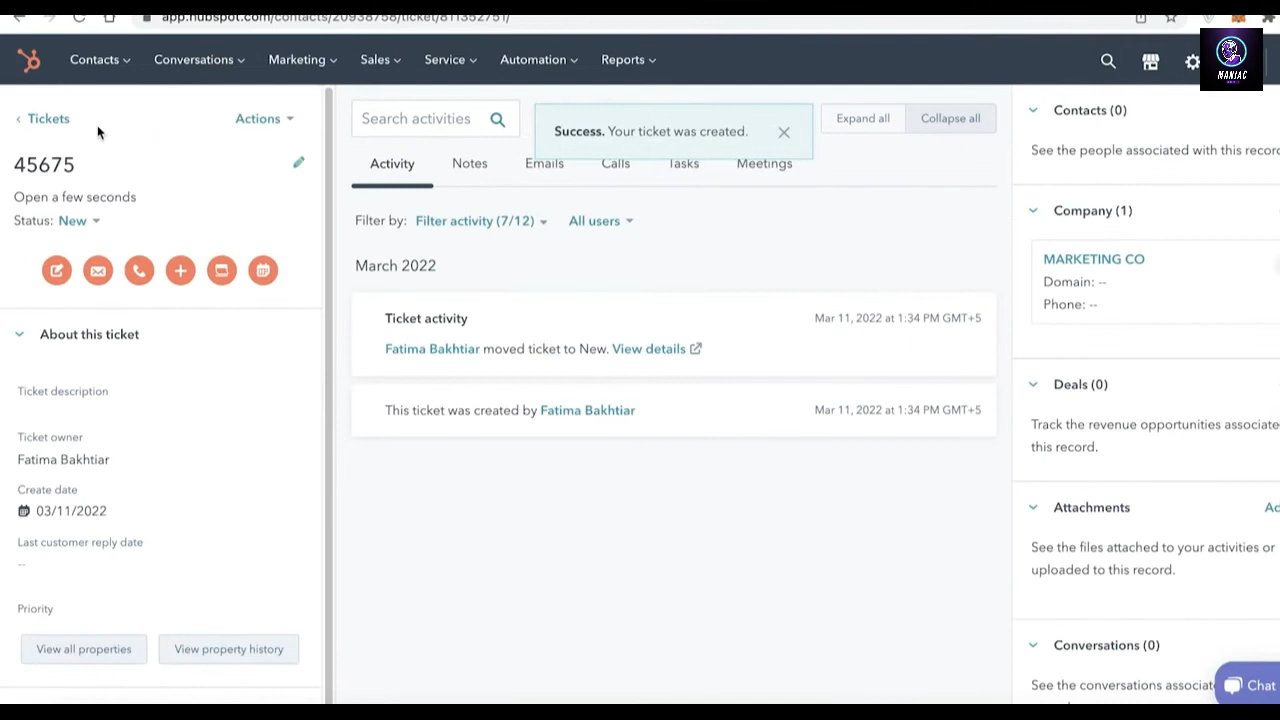 app.hubspot.com/contacts/20938758/ticket/811352751/
Contacts Conversations Marketing Sales Service Automation Reports
MANIAC
Tickets
Actions
45675
Open a few seconds
Status: New
About this ticket
Ticket description
Ticket owner
Fatima Bakhtiar
Create date
03/11/2022
Last customer reply date
--
Priority
View all properties View property history
Search activities
Success. Your ticket was created.
Expand all Collapse all
Activity Notes Emails Calls Tasks Meetings
Filter by: Filter activity (7/12) All users
March 2022
Ticket activity Mar 11, 2022 at 1:34 PM GMT+5
Fatima Bakhtiar moved ticket to New. View details
This ticket was created by Fatima Bakhtiar Mar 11, 2022 at 1:34 PM GMT+5
Contacts (0)
See the people associated with this recor
Company (1)
MARKETING CO
Domain: --
Phone: --
Deals (0)
Track the revenue opportunities associate
this record.
Attachments
Ad
See the files attached to your activities or
uploaded to this record.
Conversations (0)
See the conversations associat
Chat